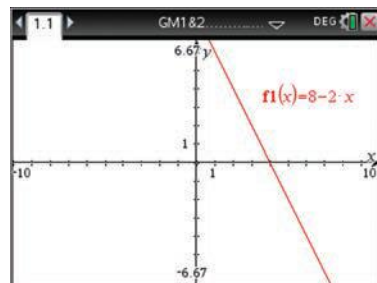 1.1 GM1&2............. DEG
6.67 y
f1(x)=8-2·x
1
x
-10 1 10
-6.67